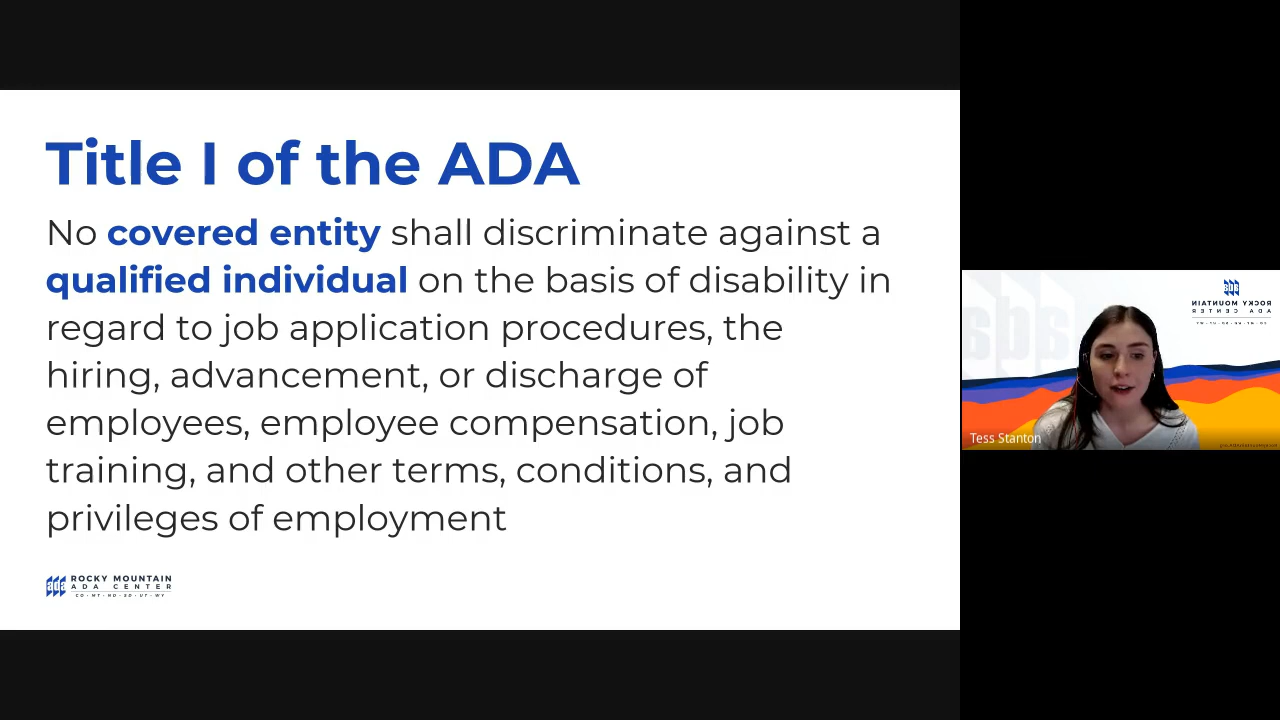 Title I of the ADA
No covered entity shall discriminate against a
qualified individual on the basis of disability in
regard to job application procedures, the
hiring, advancement, or discharge of
employees, employee compensation, job
training, and other terms, conditions, and
privileges of employment
ada
ROCKY MOUNTAIN
ADA CENTER
CO · MT · ND · SD · UT · WY
ada
ROCKY MOUNTAIN
ADA CENTER
ada
Tess Stanton